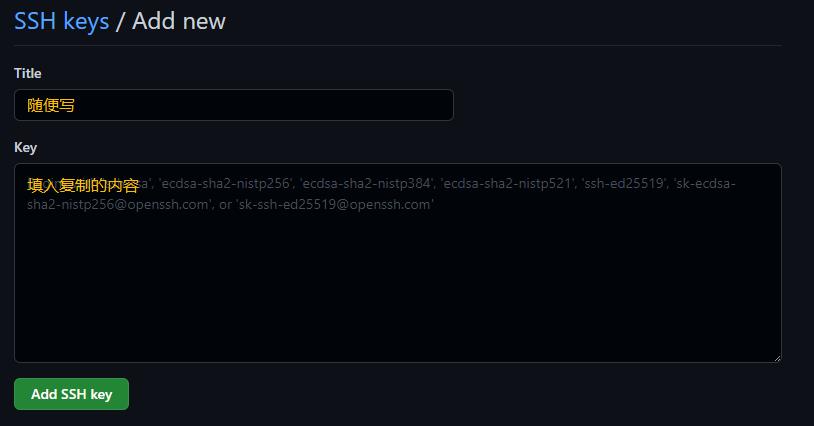 SSH keys / Add new
Title
随便写
Key
填入复制的内容
', 'ecdsa-sha2-nistp256', 'ecdsa-sha2-nistp384', 'ecdsa-sha2-nistp521', 'ssh-ed25519', 'sk-ecdsa-
sha2-nistp256@openssh.com', or 'sk-ssh-ed25519@openssh.com'
Add SSH key